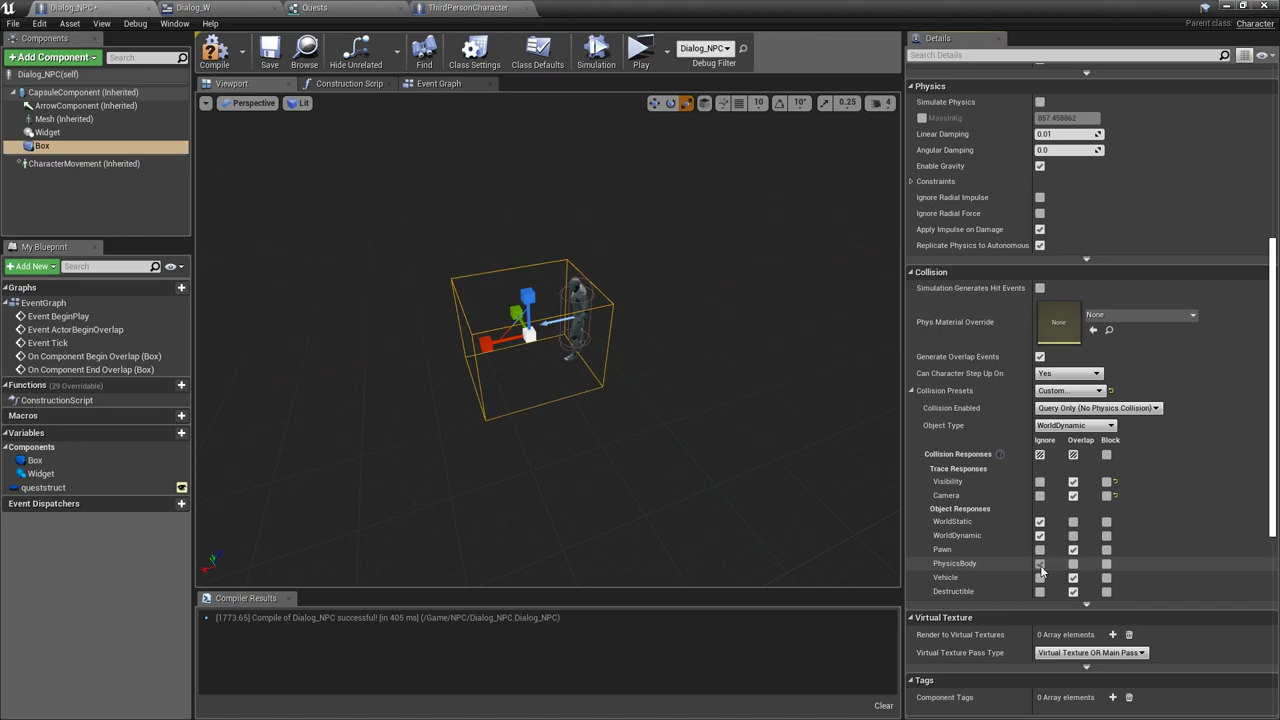 Dialog_NPC*
Dialog_W
Quests
ThirdPersonCharacter
File Edit Asset View Debug Window Help
Parent class: Character
Components
Details
Add Component
Search
Compile
Save
Browse
Hide Unrelated
Find
Class Settings
Class Defaults
Simulation
Play
Dialog_NPC
Debug Filter
Search Details
Dialog_NPC(self)
Viewport
Construction Scrip
Event Graph
CapsuleComponent (Inherited)
ArrowComponent (Inherited)
Mesh (Inherited)
Widget
Box
CharacterMovement (Inherited)
Perspective
Lit
10
10°
0.25
4
Physics
Simulate Physics
MassInKg
857.458862
Linear Damping
0.01
Angular Damping
0.0
Enable Gravity
Constraints
Ignore Radial Impulse
Ignore Radial Force
Apply Impulse on Damage
Replicate Physics to Autonomous
My Blueprint
Add New
Search
Graphs
EventGraph
Event BeginPlay
Event ActorBeginOverlap
Event Tick
On Component Begin Overlap (Box)
On Component End Overlap (Box)
Functions (29 Overridable)
ConstructionScript
Macros
Variables
Components
Box
Widget
queststruct
Event Dispatchers
Collision
Simulation Generates Hit Events
Phys Material Override
None
None
Generate Overlap Events
Can Character Step Up On
Yes
Collision Presets
Custom...
Collision Enabled
Query Only (No Physics Collision)
Object Type
WorldDynamic
Ignore Overlap Block
Collision Responses
Trace Responses
Visibility
Camera
Object Responses
WorldStatic
WorldDynamic
Pawn
PhysicsBody
Vehicle
Destructible
Compiler Results
[1773.65] Compile of Dialog_NPC successful! [in 405 ms] (/Game/NPC/Dialog_NPC.Dialog_NPC)
Clear
Virtual Texture
Render to Virtual Textures
0 Array elements
Virtual Texture Pass Type
Virtual Texture OR Main Pass
Tags
Component Tags
0 Array elements